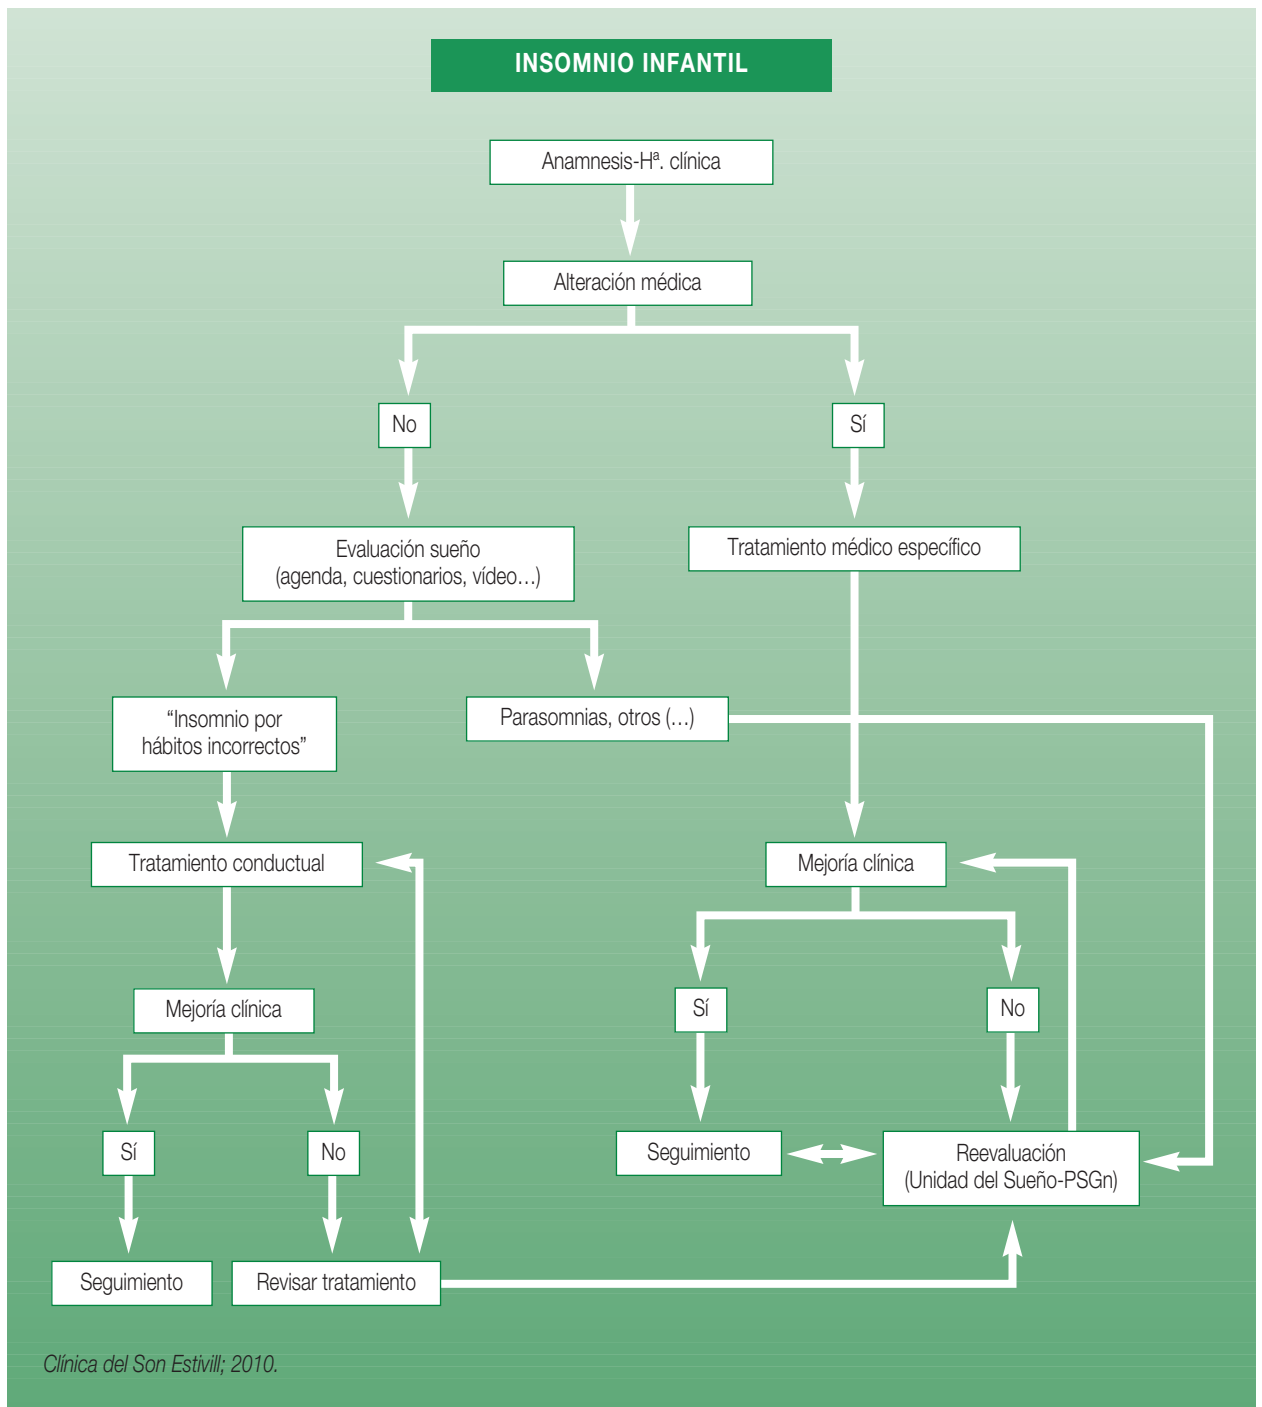 INSOMNIO INFANTIL
Anamnesis-Hª. clínica
Alteración médica
No
Sí
Evaluación sueño
(agenda, cuestionarios, vídeo…)
Tratamiento médico específico
“Insomnio por
hábitos incorrectos”
Parasomnias, otros (…)
Tratamiento conductual
Mejoría clínica
Mejoría clínica
Sí
No
Sí
No
Seguimiento
Reevaluación
(Unidad del Sueño-PSGn)
Seguimiento
Revisar tratamiento
Clínica del Son Estivill; 2010.